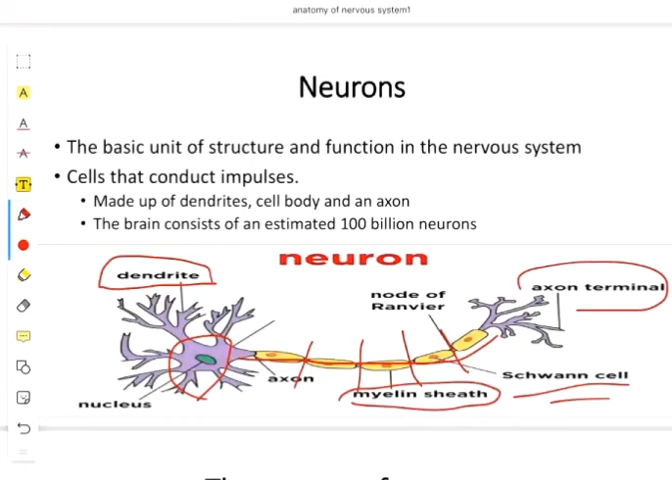 anatomy of nervous system1
Neurons
• The basic unit of structure and function in the nervous system
• Cells that conduct impulses.
• Made up of dendrites, cell body and an axon
• The brain consists of an estimated 100 billion neurons
neuron
dendrite
axon terminal
node of
Ranvier
axon
Schwann cell
myelin sheath
nucleus